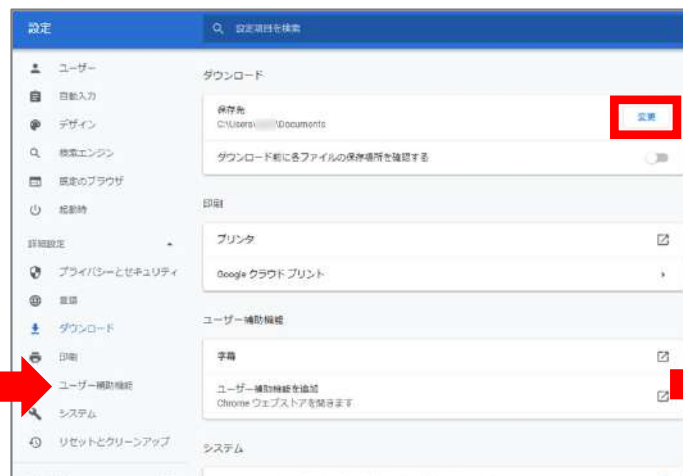 設定
設定項目を検索
ユーザー
自動入力
デザイン
検索エンジン
既定のブラウザ
起動時
詳細設定
プライバシーとセキュリティ
言語
ダウンロード
印刷
ユーザー補助機能
システム
リセットとクリーンアップ
ダウンロード
保存先
C:\Users\ \Documents
変更
ダウンロード前に各ファイルの保存場所を確認する
印刷
プリンタ
Google クラウド プリント
ユーザー補助機能
字幕
ユーザー補助機能を追加
Chrome ウェブストアを開きます
システム